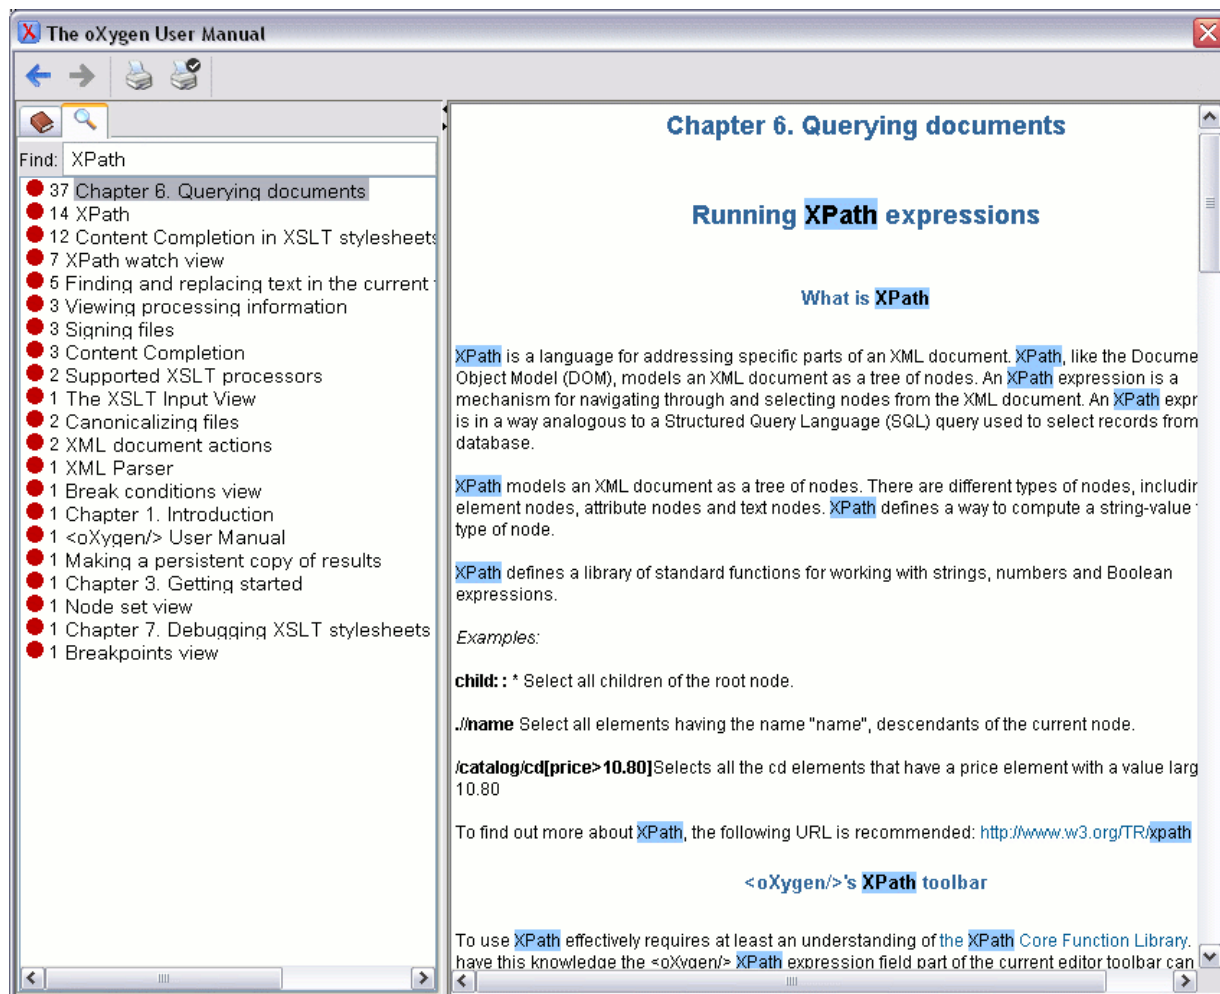 The oXygen User Manual
Find: XPath
37 Chapter 6. Querying documents
14 XPath
12 Content Completion in XSLT stylesheets
7 XPath watch view
5 Finding and replacing text in the current
3 Viewing processing information
3 Signing files
3 Content Completion
2 Supported XSLT processors
1 The XSLT Input View
2 Canonicalizing files
2 XML document actions
1 XML Parser
1 Break conditions view
1 Chapter 1. Introduction
1 <oXygen/> User Manual
1 Making a persistent copy of results
1 Chapter 3. Getting started
1 Node set view
1 Chapter 7. Debugging XSLT stylesheets
1 Breakpoints view
Chapter 6. Querying documents
Running XPath expressions
What is XPath
XPath is a language for addressing specific parts of an XML document. XPath, like the Docume
Object Model (DOM), models an XML document as a tree of nodes. An XPath expression is a
mechanism for navigating through and selecting nodes from the XML document. An XPath expr
is in a way analogous to a Structured Query Language (SQL) query used to select records from
database.
XPath models an XML document as a tree of nodes. There are different types of nodes, includin
element nodes, attribute nodes and text nodes. XPath defines a way to compute a string-value
type of node.
XPath defines a library of standard functions for working with strings, numbers and Boolean
expressions.
Examples:
child: : * Select all children of the root node.
.//name Select all elements having the name "name", descendants of the current node.
/catalog/cd[price>10.80]Selects all the cd elements that have a price element with a value larg
10.80
To find out more about XPath, the following URL is recommended: http://www.w3.org/TR/xpath
<oXygen/>'s XPath toolbar
To use XPath effectively requires at least an understanding of the XPath Core Function Library.
have this knowledge the <oXygen/> XPath expression field part of the current editor toolbar can